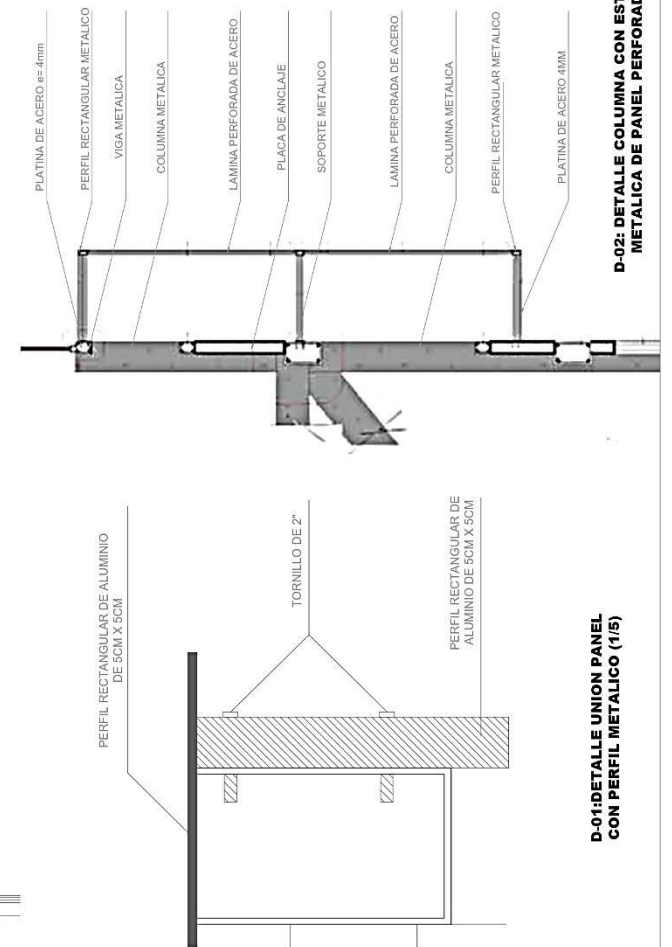 PLATINA DE ACERO e= 4mm
PERFIL RECTANGULAR METALICO
VIGA METALICA
COLUMNA METALICA
LAMINA PERFORADA DE ACERO
PLACA DE ANCLAJE
SOPORTE METALICO
LAMINA PERFORADA DE ACERO
COLUMNA METALICA
PERFIL RECTANGULAR METALICO
PLATINA DE ACERO 4MM
D-02: DETALLE COLUMNA CON EST
METALICA DE PANEL PERFORAD
PERFIL RECTANGULAR DE ALUMINIO
DE 5CM X 5CM
TORNILLO DE 2"
PERFIL RECTANGULAR DE
ALUMINIO DE 5CM X 5CM
D-01:DETALLE UNION PANEL
CON PERFIL METALICO (1/5)